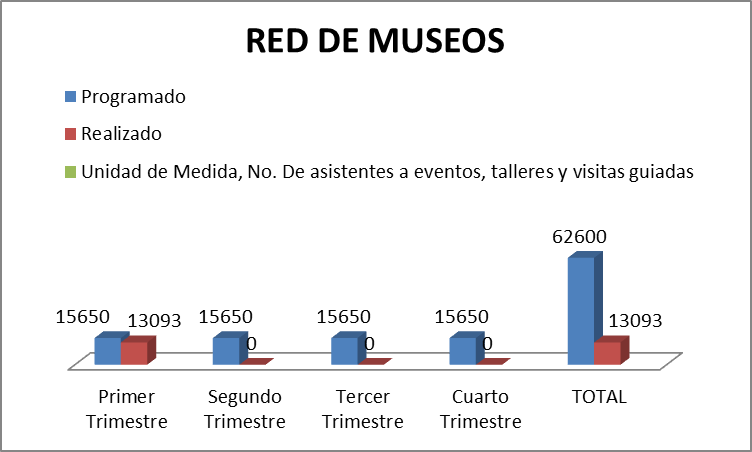 RED DE MUSEOS
Programado
Realizado
Unidad de Medida, No. De asistentes a eventos, talleres y visitas guiadas
62600
15650
13093
15650
0
15650
0
15650
0
13093
Primer
Trimestre
Segundo
Trimestre
Tercer
Trimestre
Cuarto
Trimestre
TOTAL